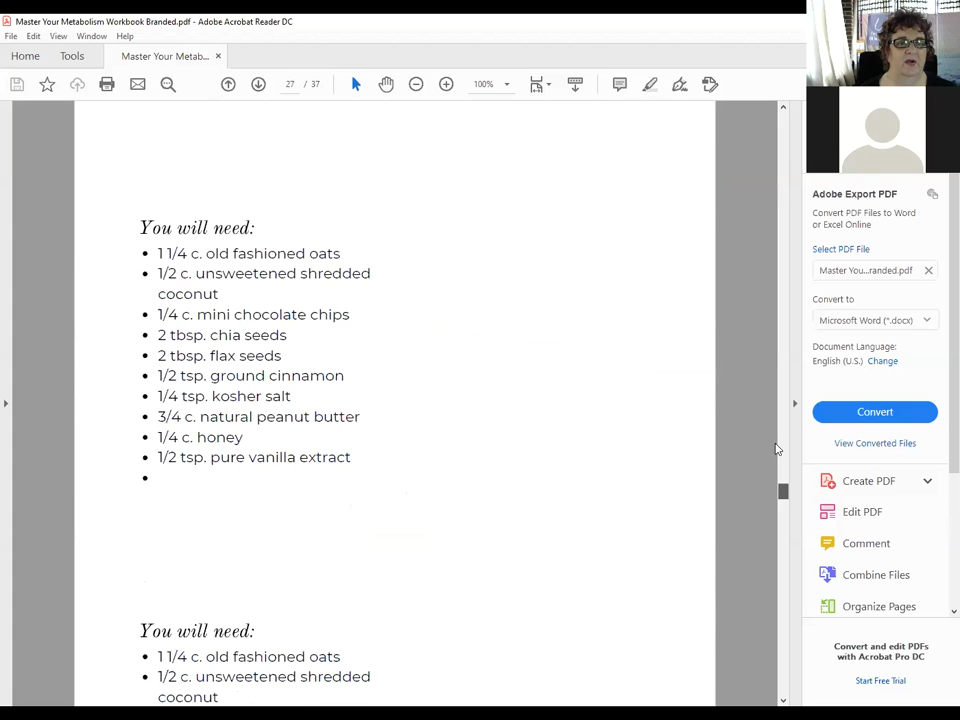 Master Your Metabolism Workbook Branded.pdf - Adobe Acrobat Reader DC
File Edit View Window Help
Home Tools Master Your Metab... ×
27 / 37 100%
You will need:
• 1 1/4 c. old fashioned oats
• 1/2 c. unsweetened shredded
coconut
• 1/4 c. mini chocolate chips
• 2 tbsp. chia seeds
• 2 tbsp. flax seeds
• 1/2 tsp. ground cinnamon
• 1/4 tsp. kosher salt
• 3/4 c. natural peanut butter
• 1/4 c. honey
• 1/2 tsp. pure vanilla extract
•
You will need:
• 1 1/4 c. old fashioned oats
• 1/2 c. unsweetened shredded
coconut
Adobe Export PDF
Convert PDF Files to Word
or Excel Online
Select PDF File
Master You...randed.pdf ×
Convert to
Microsoft Word (*.docx)
Document Language:
English (U.S.) Change
Convert
View Converted Files
Create PDF
Edit PDF
Comment
Combine Files
Organize Pages
Convert and edit PDFs
with Acrobat Pro DC
Start Free Trial